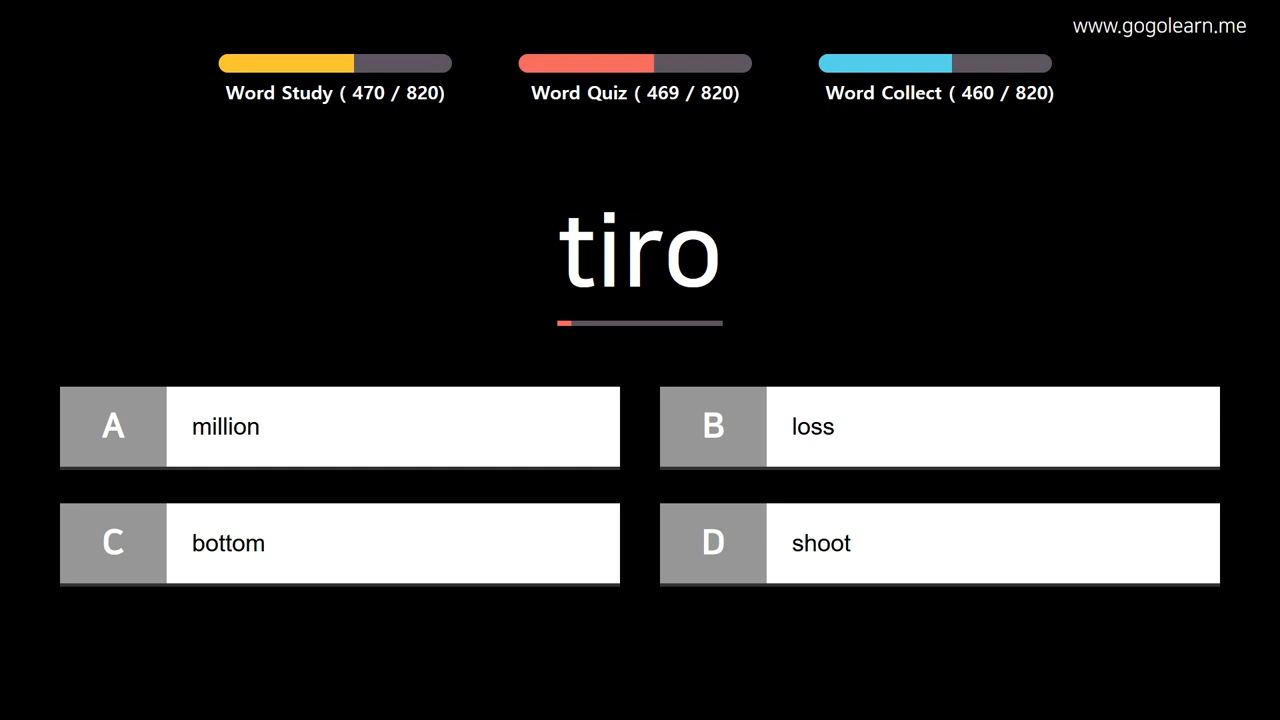 www.gogolearn.me
Word Study ( 470 / 820)
Word Quiz ( 469 / 820)
Word Collect ( 460 / 820)
tiro
A
million
B
loss
C
bottom
D
shoot